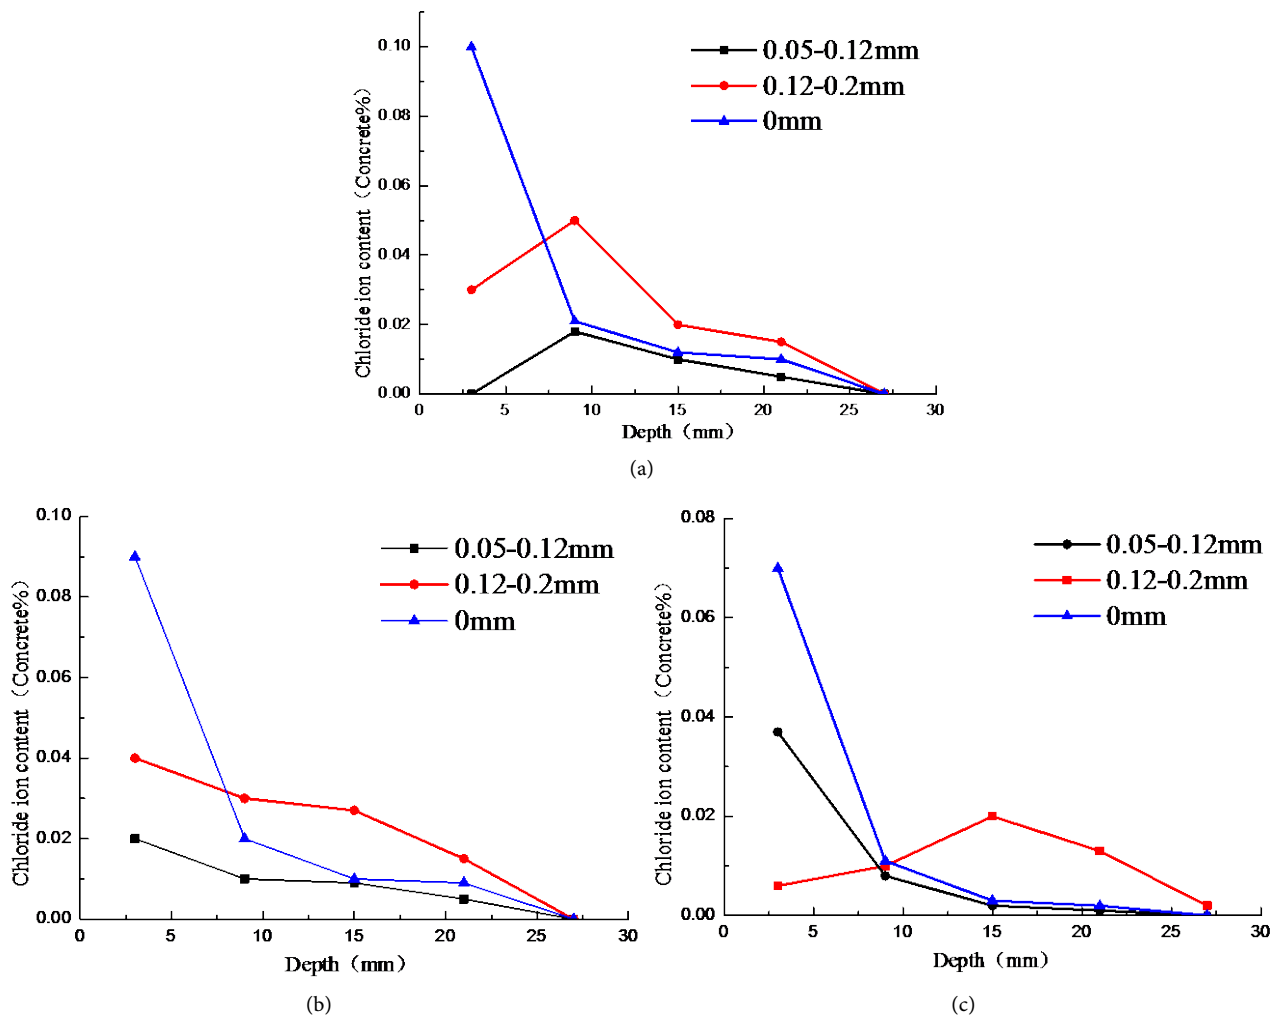 0.10
0.08
0.06
0.04
0.02
0.00
Chloride ion content（Concrete%）
0.05-0.12mm
0.12-0.2mm
0mm
0 5 10 15 20 25 30
Depth（mm）
(a)
0.10
0.08
0.06
0.04
0.02
0.00
Chloride ion content（Concrete%）
0.05-0.12mm
0.12-0.2mm
0mm
0 5 10 15 20 25 30
Depth（mm）
(b)
0.08
0.06
0.04
0.02
0.00
Chloride ion content（Concrete%）
0.05-0.12mm
0.12-0.2mm
0mm
0 5 10 15 20 25 30
Depth（mm）
(c)